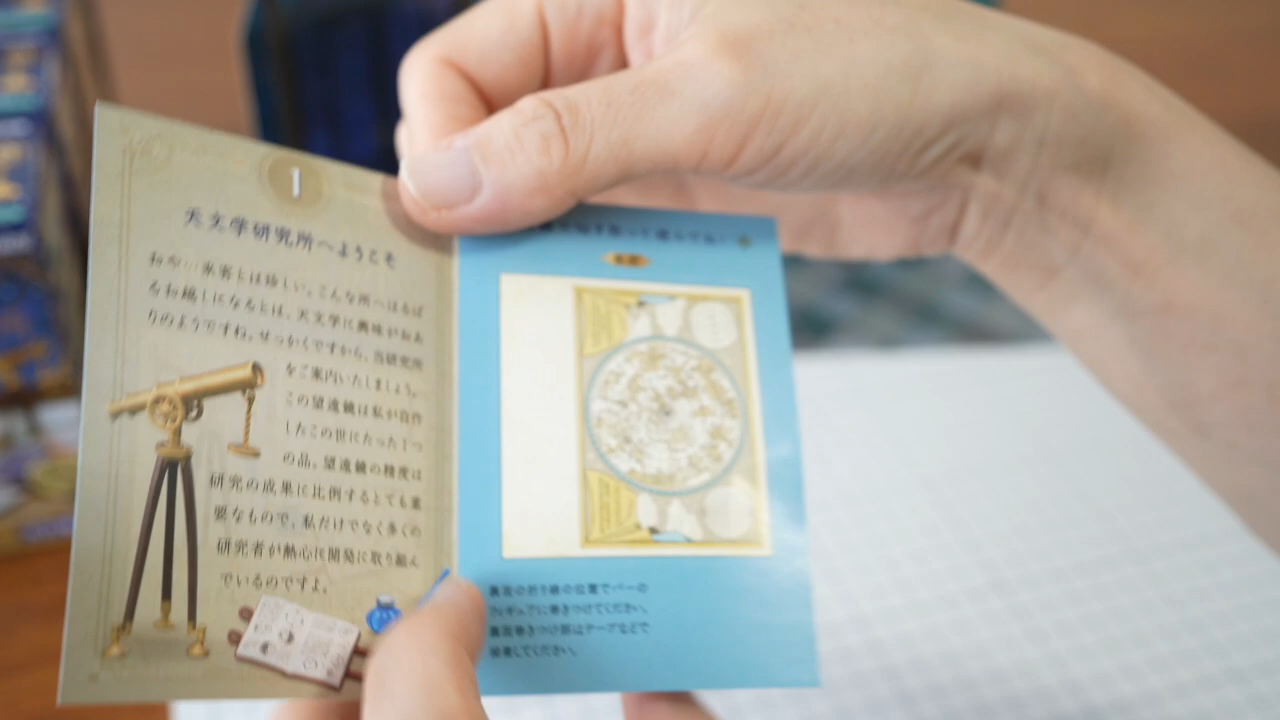 1
天文学研究所へようこそ
おや…来客とは珍しい。こんな所へはるば
るお越しになるとは、天文学に興味がおあ
りのようですね。せっかくですから、当研究所
をご案内いたしましょう。
この望遠鏡は私が自作
したこの世にたった1つ
の品。望遠鏡の精度は
研究の成果に比例するとても重
要なもので、私だけでなく多くの
研究者が熱心に開発に取り組ん
でいるのですよ。
裏面の折り線の位置でバーの
フィギュアに巻きつけてください。
裏面巻きつけ部はテープなどで
接着してください。